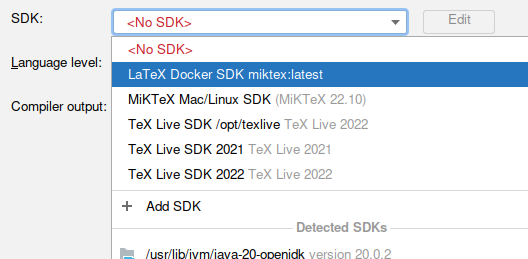 SDK: <No SDK> Edit
<No SDK>
Language level: LaTeX Docker SDK miktex:latest
MiKTeX Mac/Linux SDK (MiKTeX 22.10)
Compiler output:
TeX Live SDK /opt/texlive TeX Live 2022
TeX Live SDK 2021 TeX Live 2021
TeX Live SDK 2022 TeX Live 2022
+ Add SDK
Detected SDKs
/usr/lib/jvm/java-20-openjdk version 20.0.2